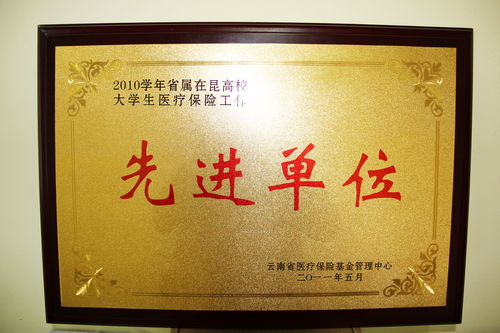 2010学年省属在昆高校
大学生医疗保险工作
先进单位
云南省医疗保险基金管理中心
二〇一一年五月